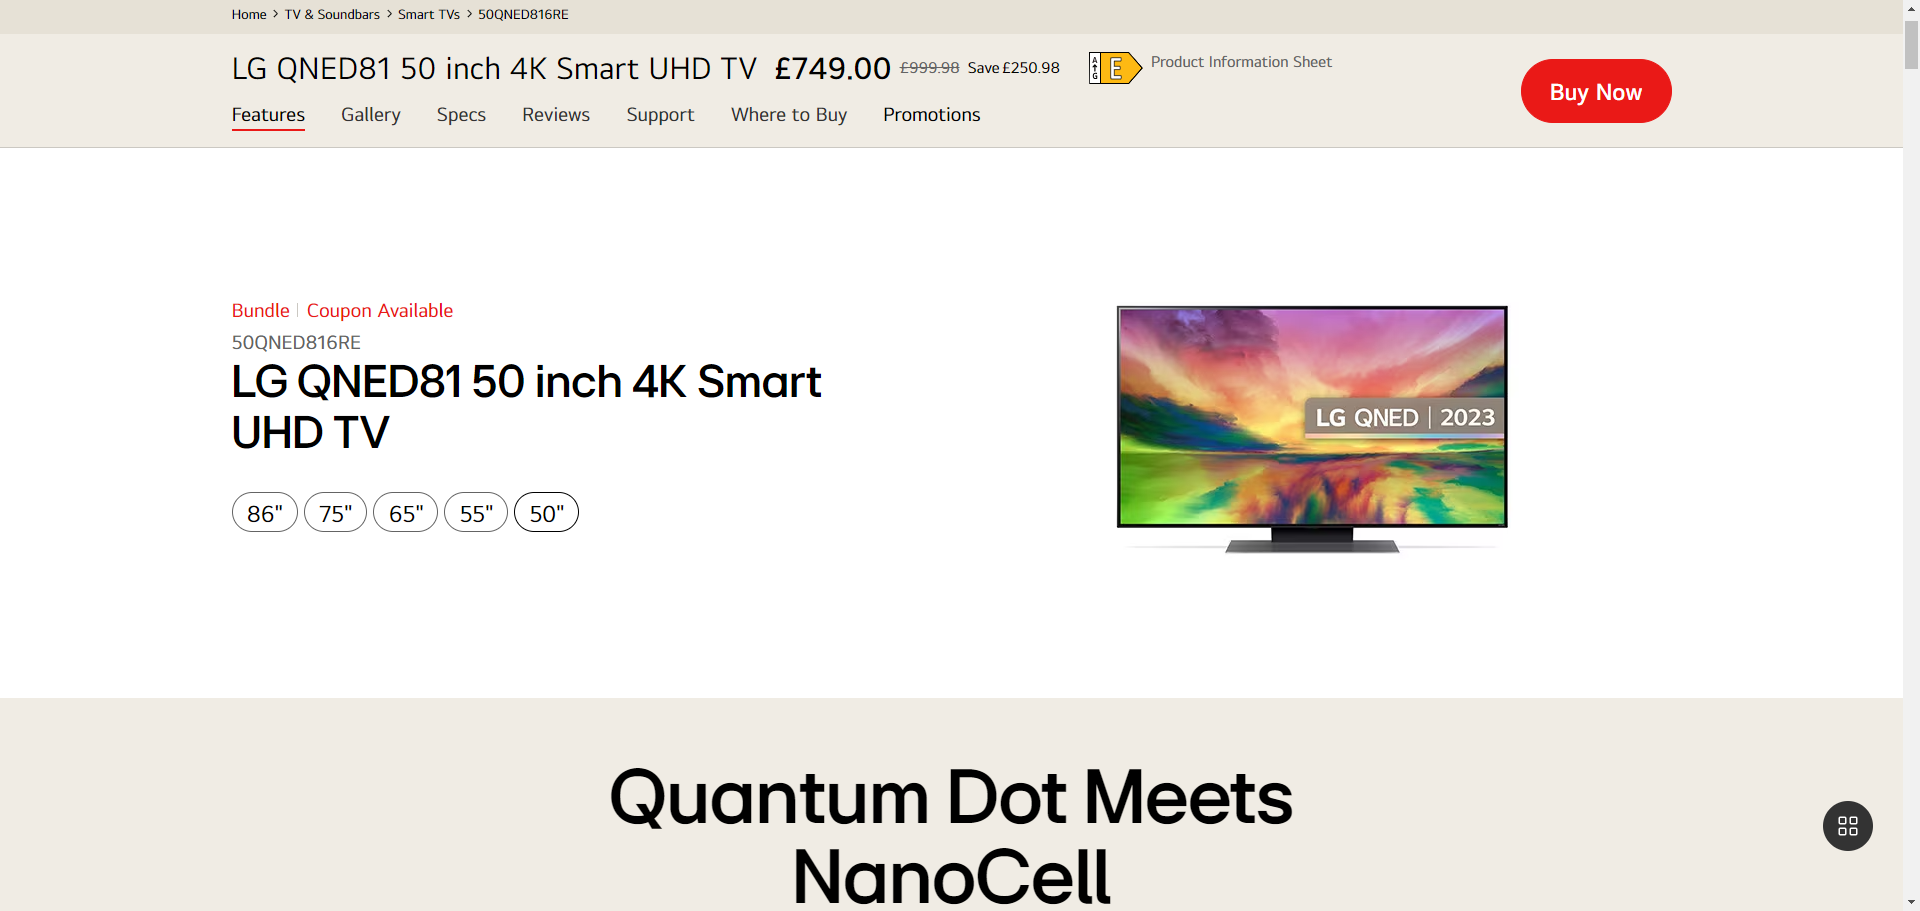 Home > TV & Soundbars > Smart TVs > 50QNED816RE
LG QNED81 50 inch 4K Smart UHD TV £749.00 £999.98 Save £250.98
A
G
E
Product Information Sheet
Buy Now
Features Gallery Specs Reviews Support Where to Buy Promotions
Bundle | Coupon Available
50QNED816RE
LG QNED81 50 inch 4K Smart
UHD TV
86" 75" 65" 55" 50"
LG QNED | 2023
Quantum Dot Meets
NanoCell